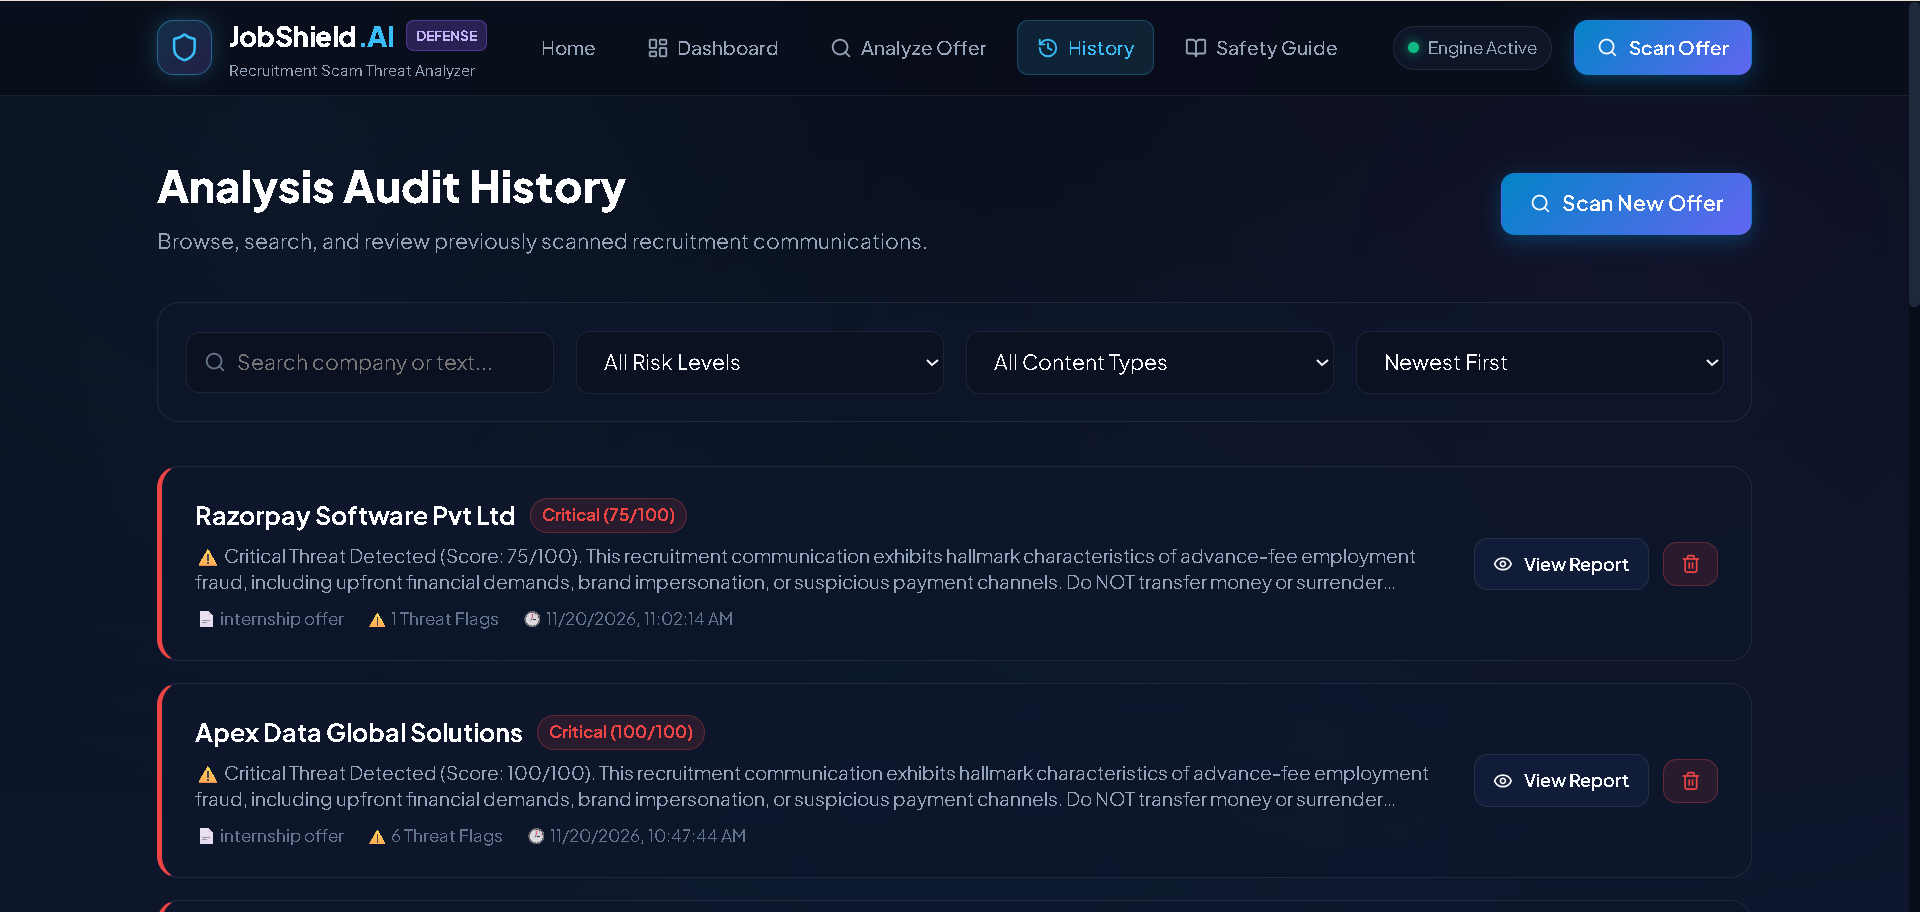 JobShield.AI DEFENSE
Recruitment Scam Threat Analyzer
Home
Dashboard
Analyze Offer
History
Safety Guide
Engine Active
Scan Offer
Analysis Audit History
Browse, search, and review previously scanned recruitment communications.
Scan New Offer
Search company or text...
All Risk Levels
All Content Types
Newest First
Razorpay Software Pvt Ltd
Critical (75/100)
⚠️ Critical Threat Detected (Score: 75/100). This recruitment communication exhibits hallmark characteristics of advance-fee employment
fraud, including upfront financial demands, brand impersonation, or suspicious payment channels. Do NOT transfer money or surrender...
internship offer
1 Threat Flags
11/20/2026, 11:02:14 AM
View Report
Apex Data Global Solutions
Critical (100/100)
⚠️ Critical Threat Detected (Score: 100/100). This recruitment communication exhibits hallmark characteristics of advance-fee employment
fraud, including upfront financial demands, brand impersonation, or suspicious payment channels. Do NOT transfer money or surrender...
internship offer
6 Threat Flags
11/20/2026, 10:47:44 AM
View Report